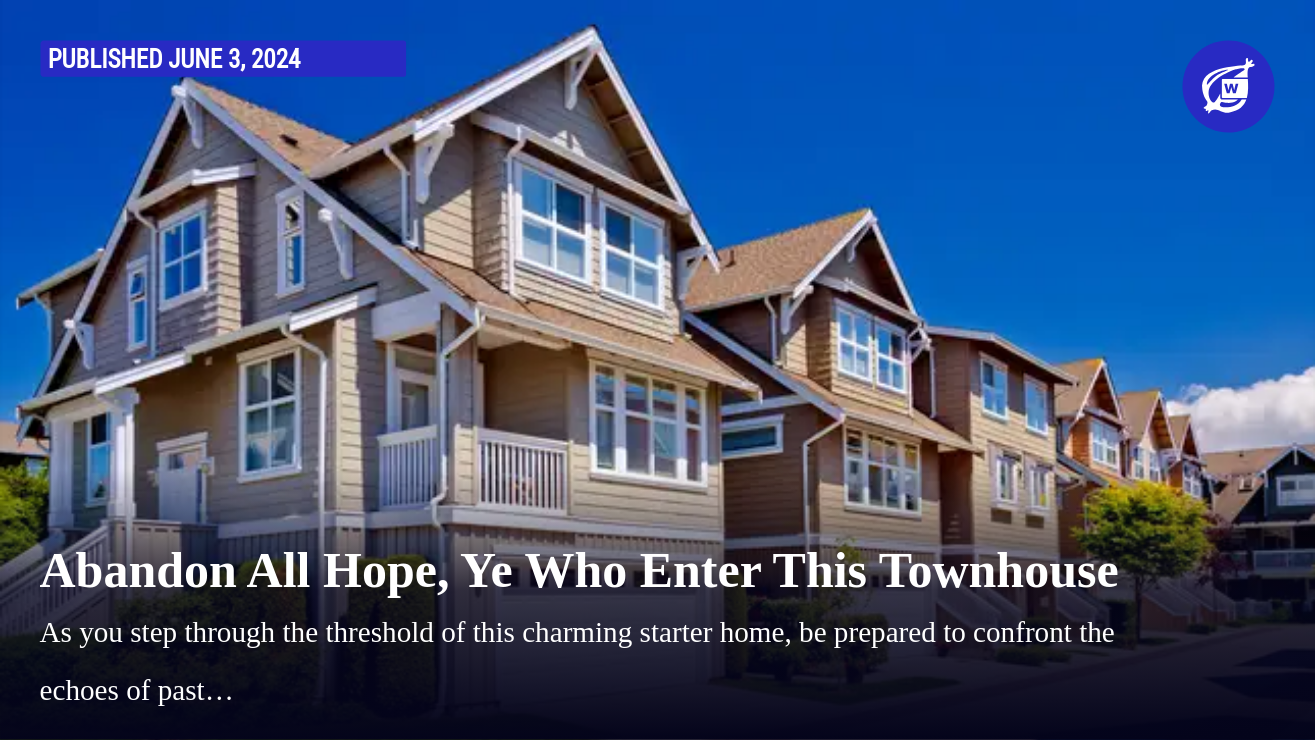 PUBLISHED JUNE 3, 2024
W
Abandon All Hope, Ye Who Enter This Townhouse
As you step through the threshold of this charming starter home, be prepared to confront the
echoes of past…